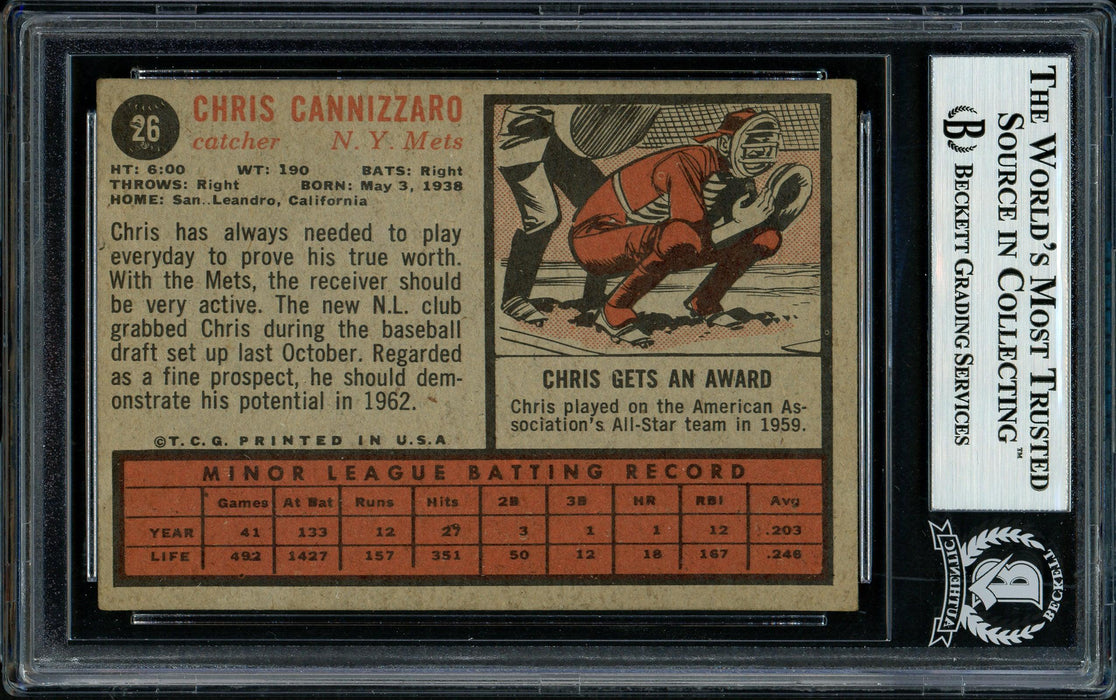 26
CHRIS CANNIZZARO
catcher N. Y. Mets
HT: 6:00 WT: 190 BATS: Right
THROWS: Right BORN: May 3, 1938
HOME: San..Leandro, California
Chris has always needed to play
everyday to prove his true worth.
With the Mets, the receiver should
be very active. The new N.L. club
grabbed Chris during the baseball
draft set up last October. Regarded
as a fine prospect, he should dem-
onstrate his potential in 1962.
©T.C.G. PRINTED IN U.S.A
CHRIS GETS AN AWARD
Chris played on the American As-
sociation's All-Star team in 1959.
MINOR LEAGUE BATTING RECORD
Games At Bat Runs Hits 2B 3B HR RBI Avg
YEAR 41 133 12 27 3 1 1 12 .203
LIFE 492 1427 157 351 50 12 18 167 .246
THE WORLD'S MOST TRUSTED
SOURCE IN COLLECTING™
B BECKETT GRADING SERVICES
BECKETT
B
AUTHENTIC